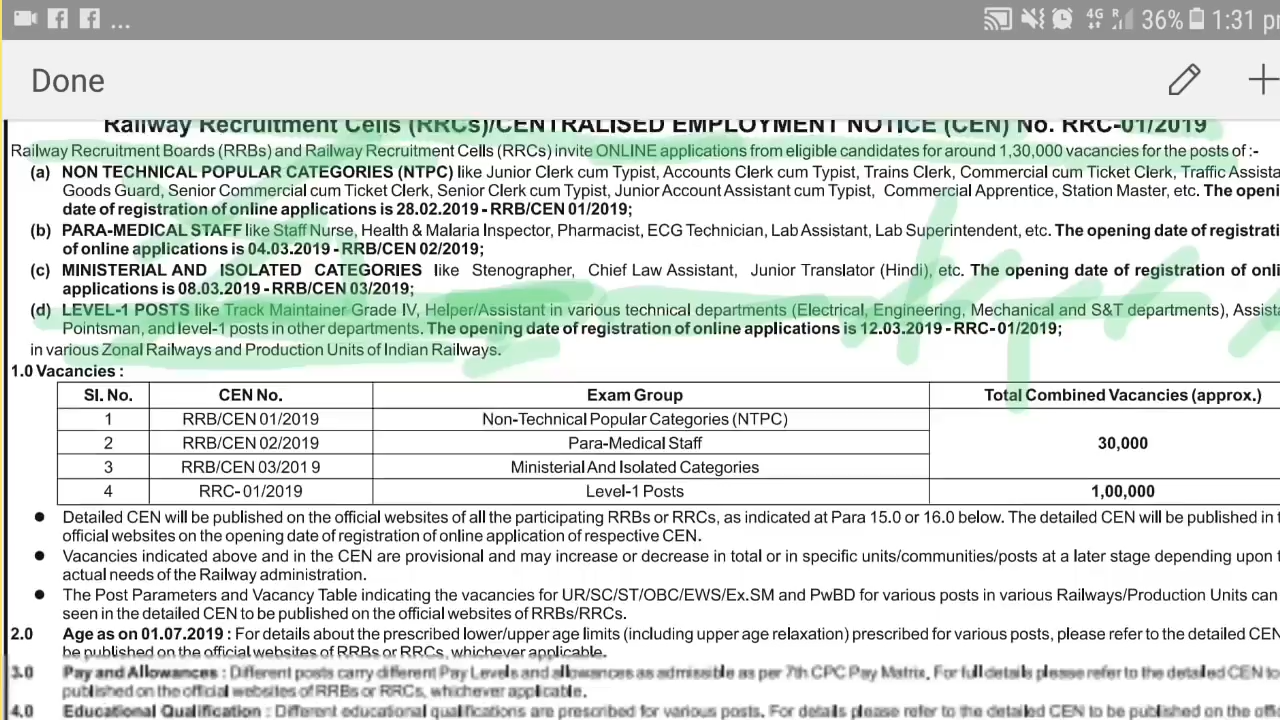 ... 4G R 36% 1:31 pm
Done
Railway Recruitment Cells (RRCs)/CENTRALISED EMPLOYMENT NOTICE (CEN) No. RRC-01/2019
Railway Recruitment Boards (RRBs) and Railway Recruitment Cells (RRCs) invite ONLINE applications from eligible candidates for around 1,30,000 vacancies for the posts of :-
(a) NON TECHNICAL POPULAR CATEGORIES (NTPC) like Junior Clerk cum Typist, Accounts Clerk cum Typist, Trains Clerk, Commercial cum Ticket Clerk, Traffic Assista
Goods Guard, Senior Commercial cum Ticket Clerk, Senior Clerk cum Typist, Junior Account Assistant cum Typist, Commercial Apprentice, Station Master, etc. The openi
date of registration of online applications is 28.02.2019 - RRB/CEN 01/2019;
(b) PARA-MEDICAL STAFF like Staff Nurse, Health & Malaria Inspector, Pharmacist, ECG Technician, Lab Assistant, Lab Superintendent, etc. The opening date of registrati
of online applications is 04.03.2019 - RRB/CEN 02/2019;
(c) MINISTERIAL AND ISOLATED CATEGORIES like Stenographer, Chief Law Assistant, Junior Translator (Hindi), etc. The opening date of registration of onli
applications is 08.03.2019 - RRB/CEN 03/2019;
(d) LEVEL-1 POSTS like Track Maintainer Grade IV, Helper/Assistant in various technical departments (Electrical, Engineering, Mechanical and S&T departments), Assista
Pointsman, and level-1 posts in other departments. The opening date of registration of online applications is 12.03.2019 - RRC- 01/2019;
in various Zonal Railways and Production Units of Indian Railways.
1.0 Vacancies :
Sl. No. CEN No. Exam Group Total Combined Vacancies (approx.)
1 RRB/CEN 01/2019 Non-Technical Popular Categories (NTPC)
2 RRB/CEN 02/2019 Para-Medical Staff 30,000
3 RRB/CEN 03/2019 Ministerial And Isolated Categories
4 RRC- 01/2019 Level-1 Posts 1,00,000
● Detailed CEN will be published on the official websites of all the participating RRBs or RRCs, as indicated at Para 15.0 or 16.0 below. The detailed CEN will be published in t
official websites on the opening date of registration of online application of respective CEN.
● Vacancies indicated above and in the CEN are provisional and may increase or decrease in total or in specific units/communities/posts at a later stage depending upon t
actual needs of the Railway administration.
● The Post Parameters and Vacancy Table indicating the vacancies for UR/SC/ST/OBC/EWS/Ex.SM and PwBD for various posts in various Railways/Production Units can
seen in the detailed CEN to be published on the official websites of RRBs/RRCs.
2.0 Age as on 01.07.2019 : For details about the prescribed lower/upper age limits (including upper age relaxation) prescribed for various posts, please refer to the detailed CEN
be published on the official websites of RRBs or RRCs, whichever applicable.
3.0 Pay and Allowances : Different posts carry different Pay Levels and allowances as admissible as per 7th CPC Pay Matrix. For full details please refer to the detailed CEN to
published on the official websites of RRBs or RRCs, whichever applicable.
4.0 Educational Qualification : Different educational qualifications are prescribed for various posts. For details please refer to the detailed CEN to be published on the offic